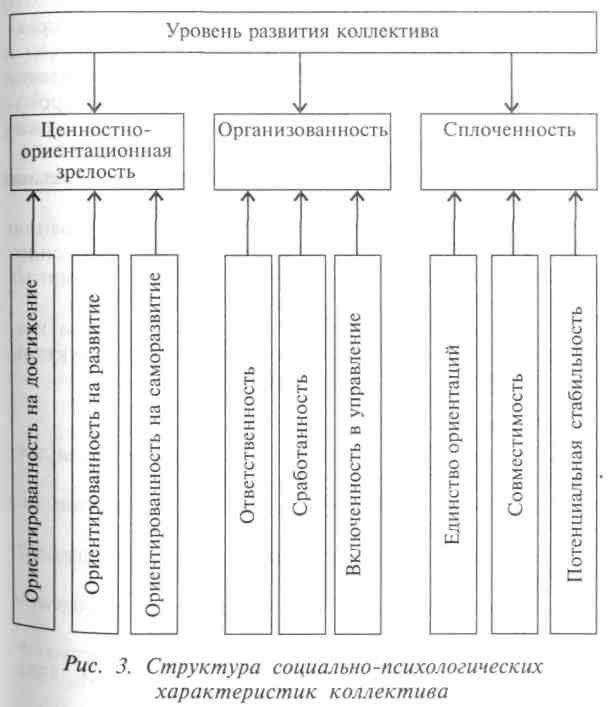 Уровень развития коллектива
Ценностно-
ориентационная
зрелость
Организованность
Сплоченность
Ориентированность на достижение
Ориентированность на развитие
Ориентированность на саморазвитие
Ответственность
Сработанность
Включенность в управление
Единство ориентаций
Совместимость
Потенциальная стабильность
Рис. 3. Структура социально-психологических
характеристик коллектива